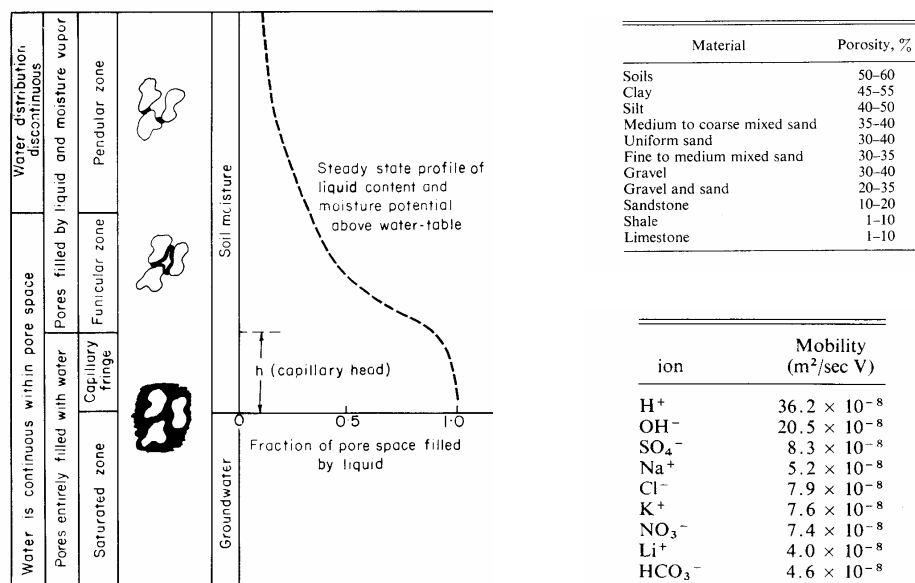 Water distribution
discontinuous
Water is continuous within pore space
Pores filled by liquid and moisture vapor
Pores entirely filled with water
Pendular zone
Funicular zone
Capillary
fringe
Saturated zone
Soil moisture
Groundwater
Steady state profile of
liquid content and
moisture potential
above water-table
h (capillary head)
0 0.5 1.0
Fraction of pore space filled
by liquid
Material Porosity, %
Soils 50–60
Clay 45–55
Silt 40–50
Medium to coarse mixed sand 35–40
Uniform sand 30–40
Fine to medium mixed sand 30–35
Gravel 30–40
Gravel and sand 20–35
Sandstone 10–20
Shale 1–10
Limestone 1–10
ion Mobility
(m²/sec V)
H⁺ 36.2 × 10⁻⁸
OH⁻ 20.5 × 10⁻⁸
SO₄⁻ 8.3 × 10⁻⁸
Na⁺ 5.2 × 10⁻⁸
Cl⁻ 7.9 × 10⁻⁸
K⁺ 7.6 × 10⁻⁸
NO₃⁻ 7.4 × 10⁻⁸
Li⁺ 4.0 × 10⁻⁸
HCO₃⁻ 4.6 × 10⁻⁸